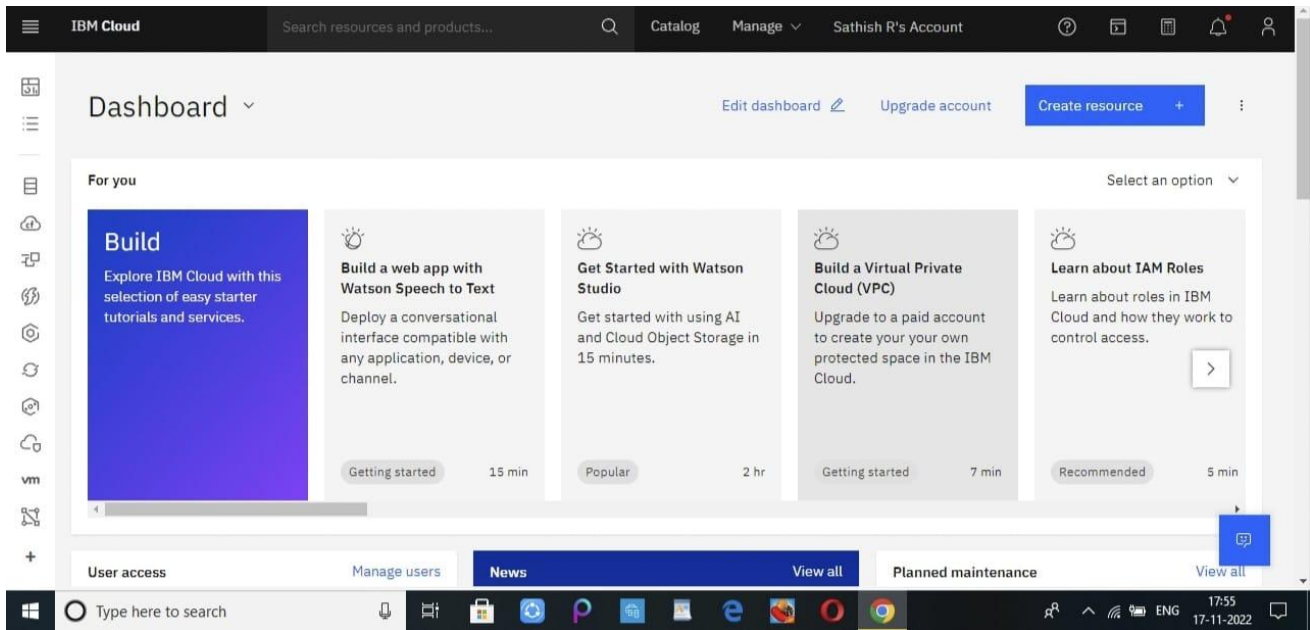 IBM Cloud
Search resources and products...
Catalog
Manage
Sathish R's Account
Dashboard
Edit dashboard
Upgrade account
Create resource +
For you
Select an option
Build
Explore IBM Cloud with this
selection of easy starter
tutorials and services.
Build a web app with
Watson Speech to Text
Deploy a conversational
interface compatible with
any application, device, or
channel.
Getting started
15 min
Get Started with Watson
Studio
Get started with using AI
and Cloud Object Storage in
15 minutes.
Popular
2 hr
Build a Virtual Private
Cloud (VPC)
Upgrade to a paid account
to create your your own
protected space in the IBM
Cloud.
Getting started
7 min
Learn about IAM Roles
Learn about roles in IBM
Cloud and how they work to
control access.
Recommended
5 min
vm
User access
Manage users
News
View all
Planned maintenance
View all
Type here to search
ENG
17:55
17-11-2022